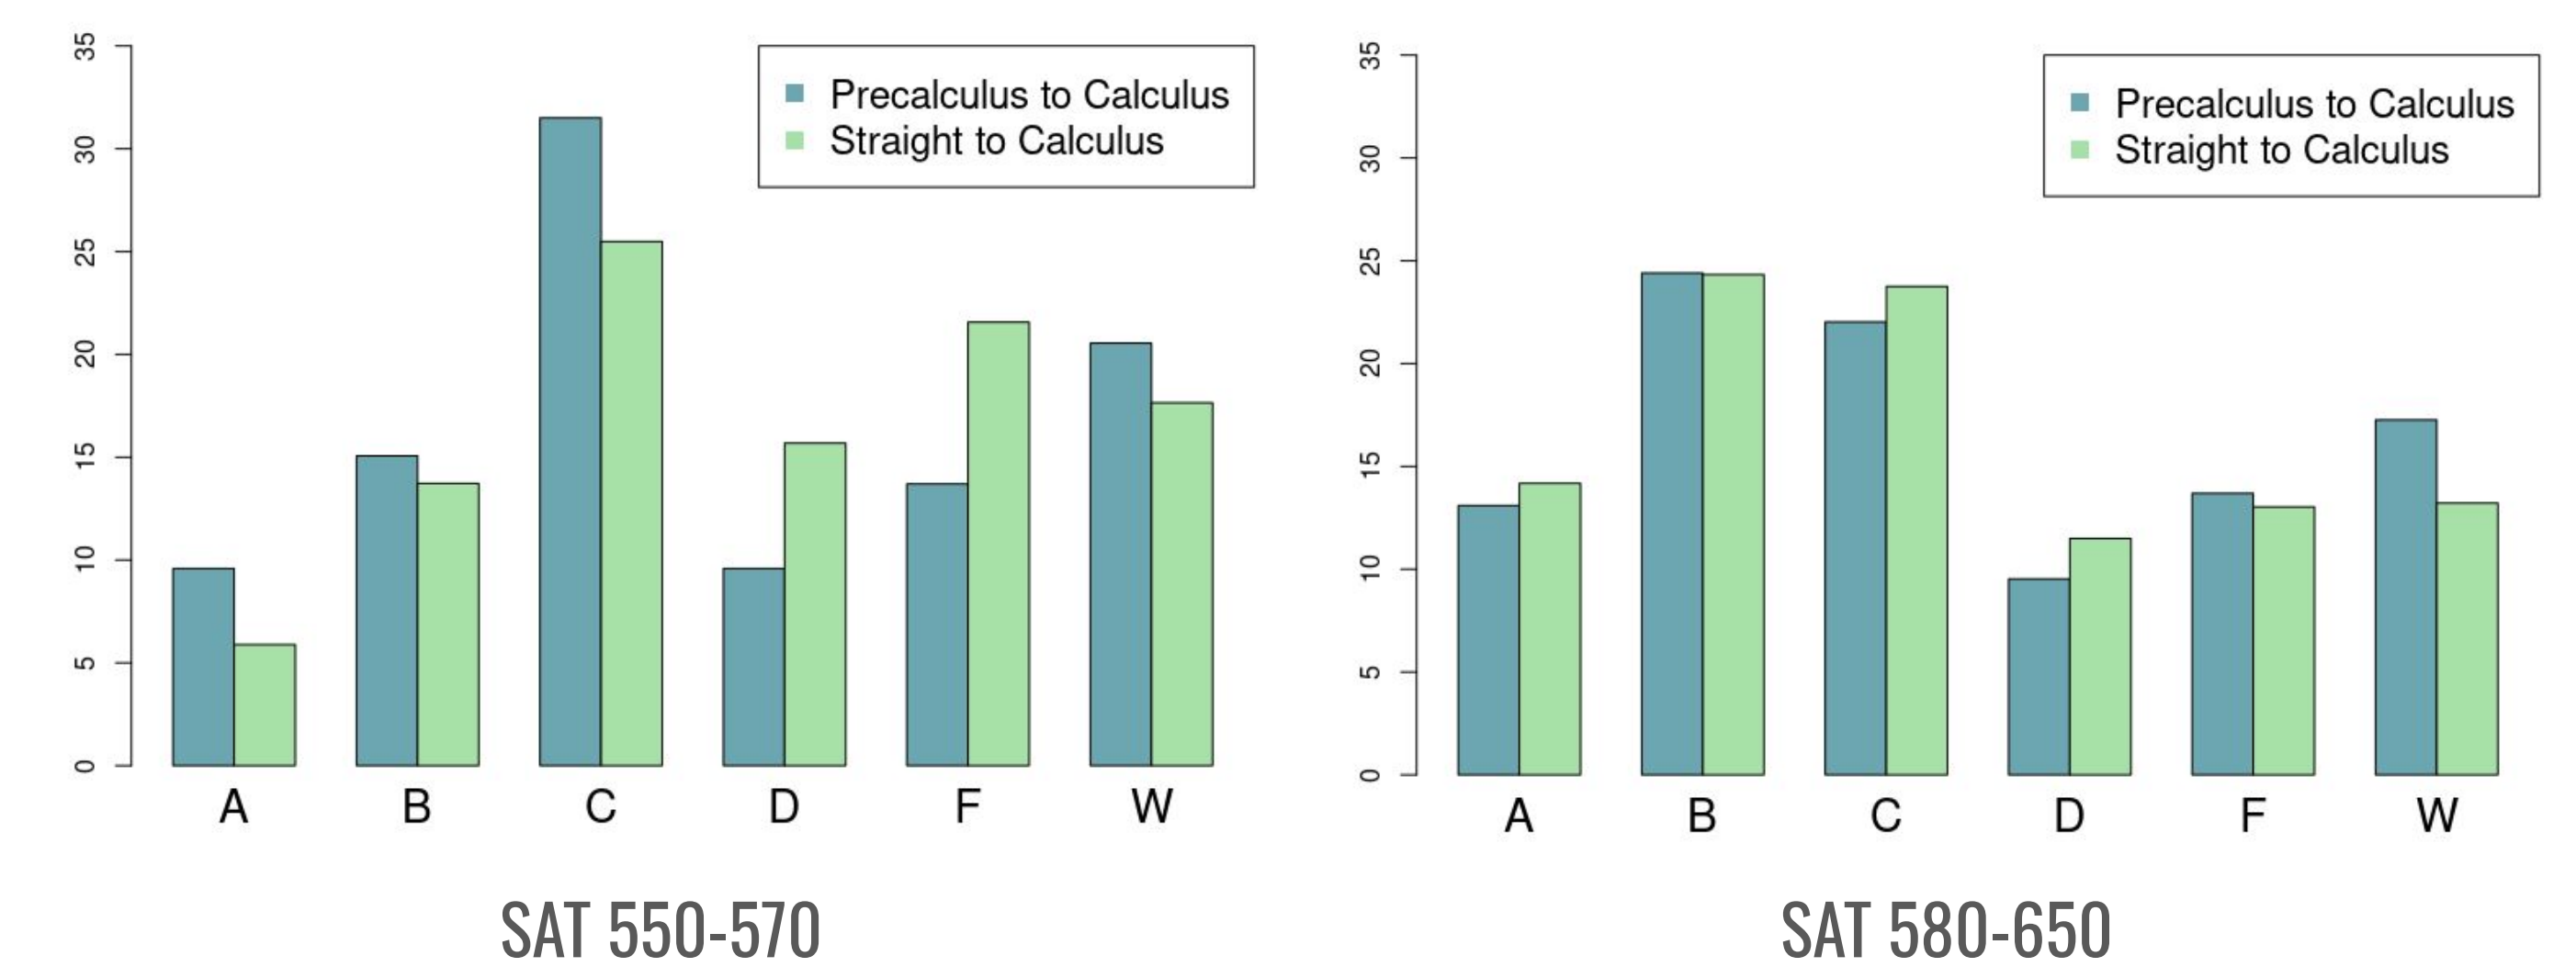 35
30
25
20
15
10
5
0
Precalculus to Calculus
Straight to Calculus
A B C D F W
SAT 550-570
35
30
25
20
15
10
5
0
Precalculus to Calculus
Straight to Calculus
A B C D F W
SAT 580-650